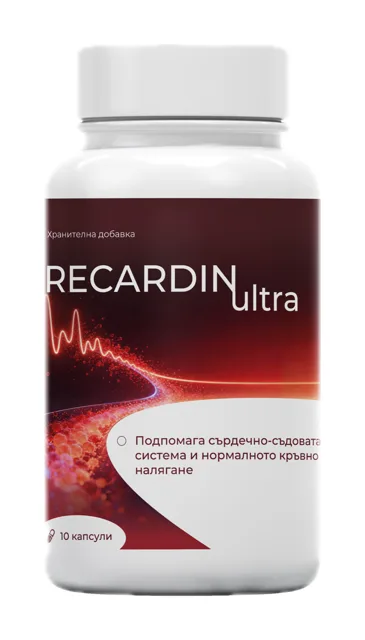 Хранителна добавка
RECARDIN
ultra
Подпомага сърдечно-съдовата
система и нормалното кръвно
налягане
10 капсули